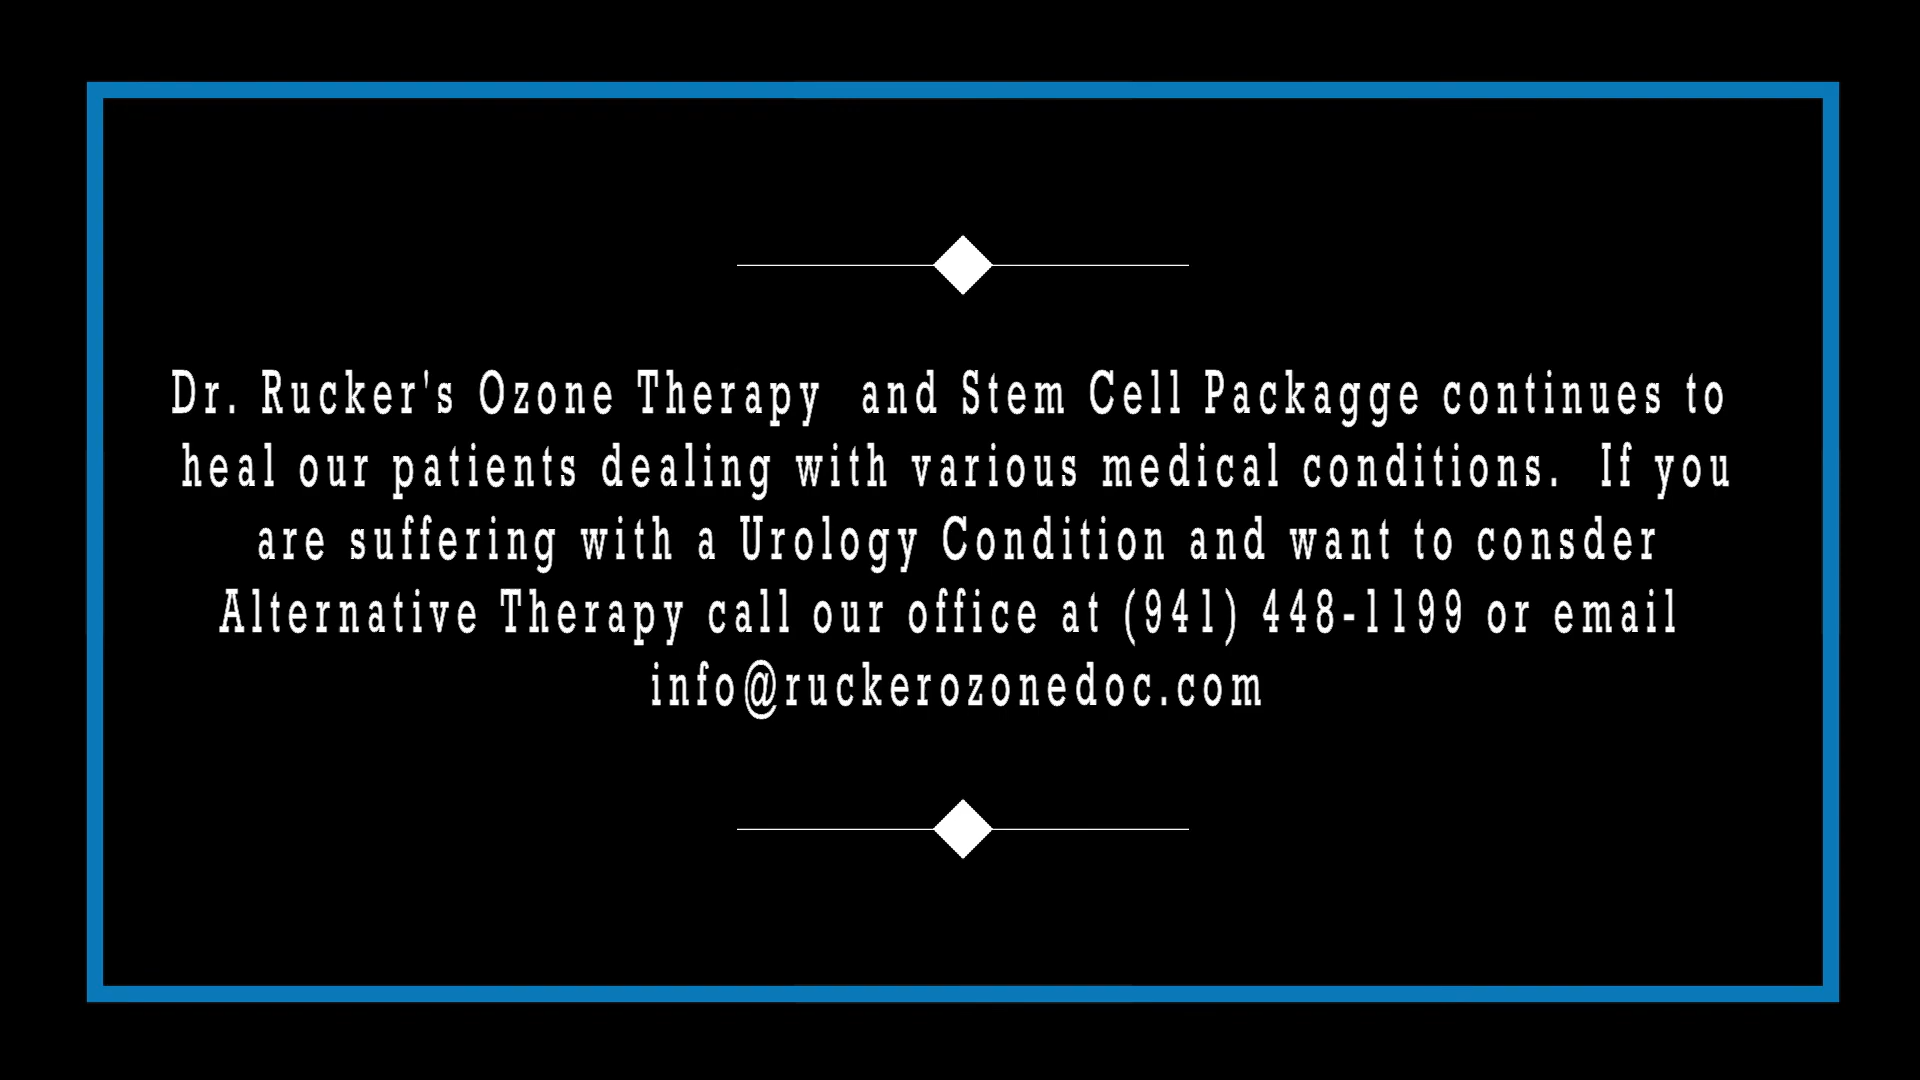 Dr. Rucker's Ozone Therapy  and Stem Cell Packagge continues to
heal our patients dealing with various medical conditions.  If you
are suffering with a Urology Condition and want to consder
Alternative Therapy call our office at (941) 448-1199 or email
info@ruckerozonedoc.com